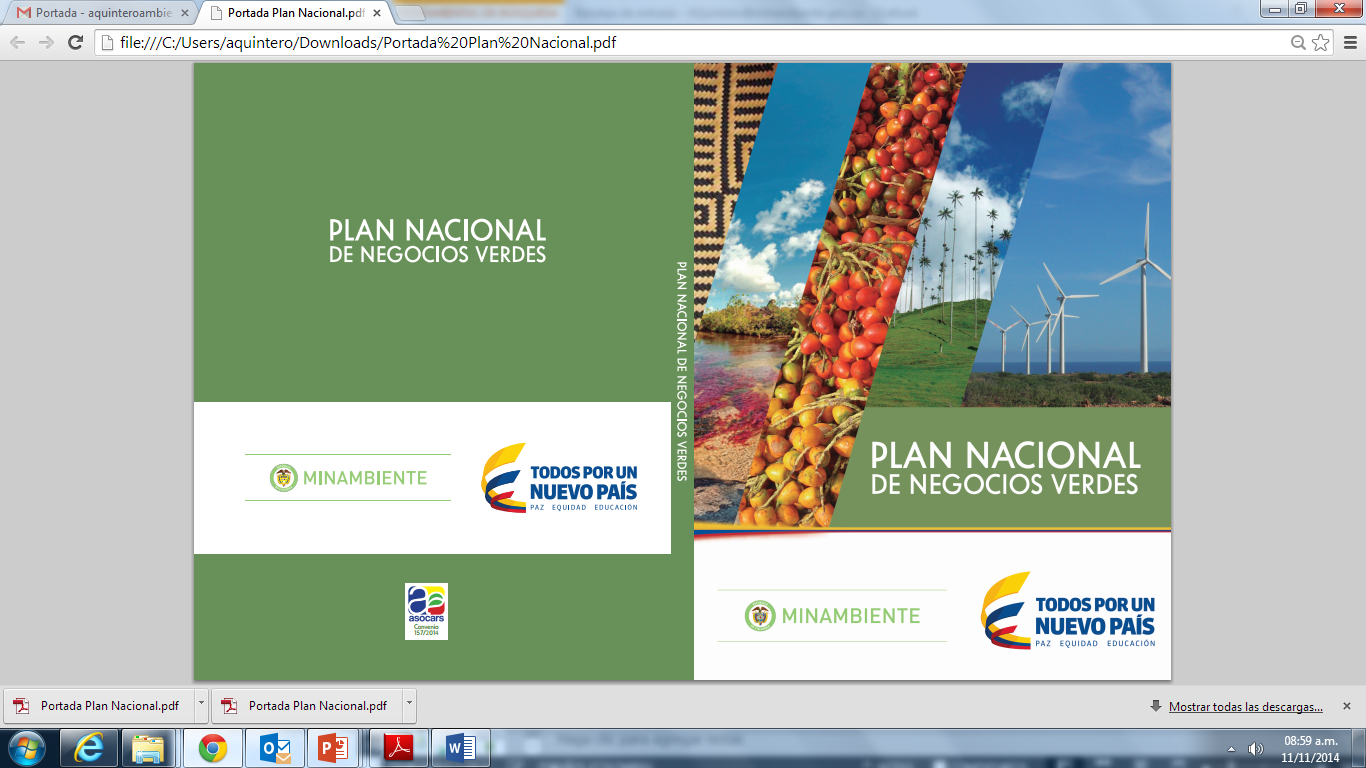 Portada - aquinteroambie
Portada Plan Nacional.pdf
file:///C:/Users/aquintero/Downloads/Portada%20Plan%20Nacional.pdf
PLAN NACIONAL
DE NEGOCIOS VERDES
MINAMBIENTE
TODOS POR UN
NUEVO PAÍS
PAZ EQUIDAD EDUCACIÓN
asocars
Convenio
157/2014
PLAN NACIONAL DE NEGOCIOS VERDES
PLAN NACIONAL
DE NEGOCIOS VERDES
MINAMBIENTE
TODOS POR UN
NUEVO PAÍS
PAZ EQUIDAD EDUCACIÓN
Portada Plan Nacional.pdf
Portada Plan Nacional.pdf
Mostrar todas las descargas...
08:59 a.m.
11/11/2014